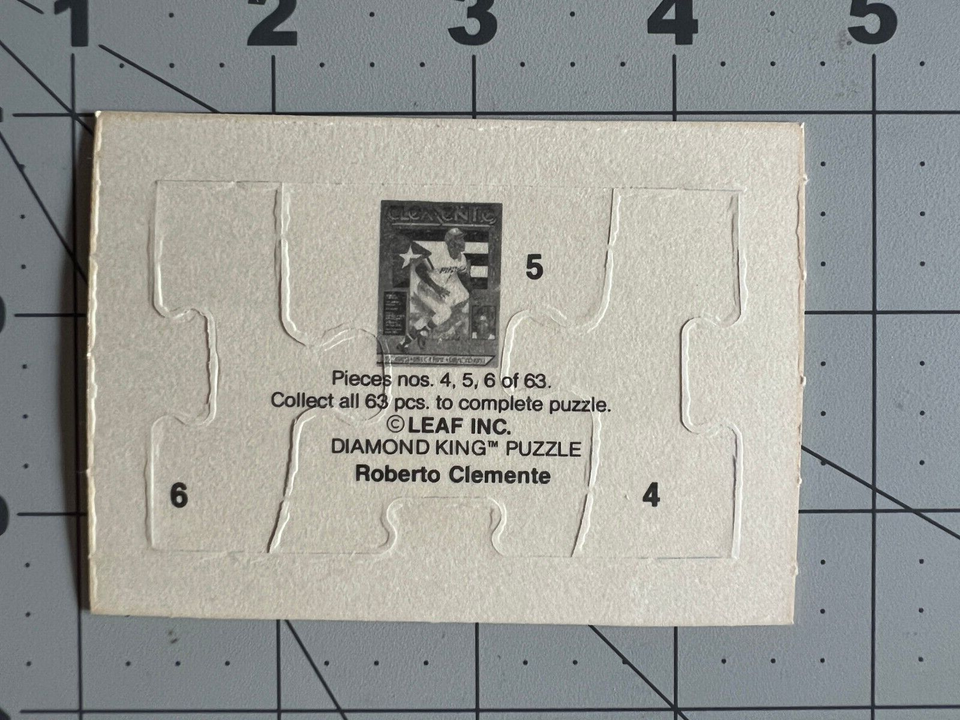 1 2 3 4 5
CLEMENTE
5
Pieces nos. 4, 5, 6 of 63.
Collect all 63 pcs. to complete puzzle.
©LEAF INC.
DIAMOND KING™ PUZZLE
Roberto Clemente
6 4